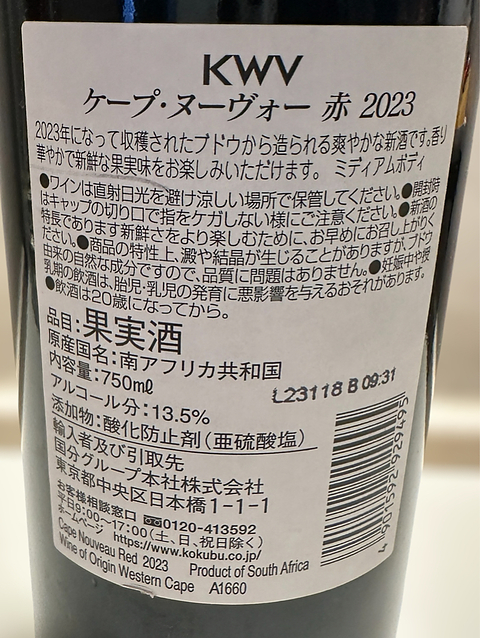 KWV
ケープ・ヌーヴォー 赤 2023
2023年になって収穫されたブドウから造られる爽やかな新酒です。香り
華やかで新鮮な果実味をお楽しみいただけます。 ミディアムボディ
●ワインは直射日光を避け涼しい場所で保管してください。●開封時
はキャップの切り口で指をケガしない様にご注意ください。●新酒の
特長であります新鮮さをより楽しむために、お早めにお召し上がりく
ださい。●商品の特性上、澱や結晶が生じることがありますが、ブドウ
由来の自然な成分ですので、品質に問題はありません。●妊娠中や授
乳期の飲酒は、胎児・乳児の発育に悪影響を与えるおそれがあります。
●飲酒は20歳になってから。
品目:果実酒
原産国名:南アフリカ共和国
内容量:750mℓ
L23118 B 09:31
アルコール分:13.5%
添加物:酸化防止剤(亜硫酸塩)
輸入者及び引取先
国分グループ本社株式会社
東京都中央区日本橋1-1-1
お客様相談窓口 0120-413592
平日9:00~17:00(土、日、祝日除く)
ホームページ https://www.kokubu.co.jp/
Cape Nouveau Red 2023 Product of South Africa
Wine of Origin Western Cape A1660
4 901592 929495